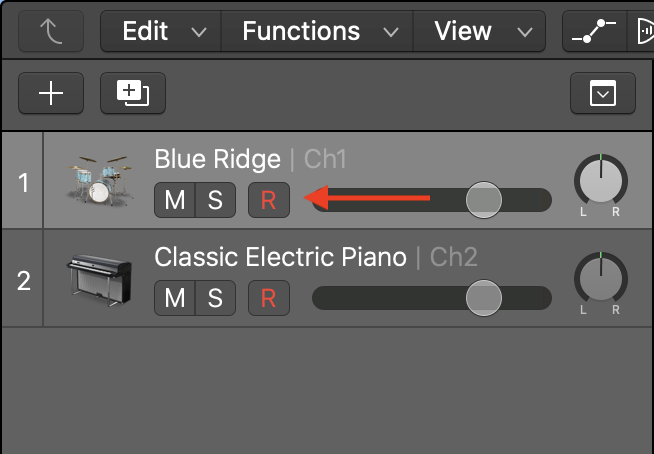 Edit Functions View
1 Blue Ridge | Ch1
M S R
L R
2 Classic Electric Piano | Ch2
M S R
L R